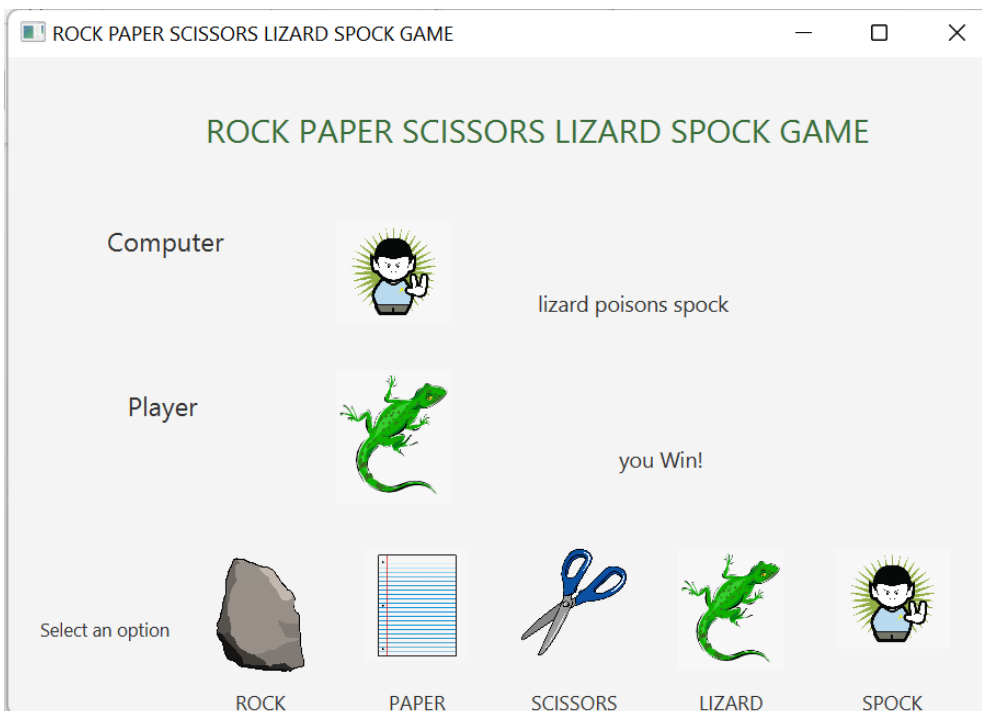 ROCK PAPER SCISSORS LIZARD SPOCK GAME
ROCK PAPER SCISSORS LIZARD SPOCK GAME
Computer
lizard poisons spock
Player
you Win!
Select an option
ROCK PAPER SCISSORS LIZARD SPOCK